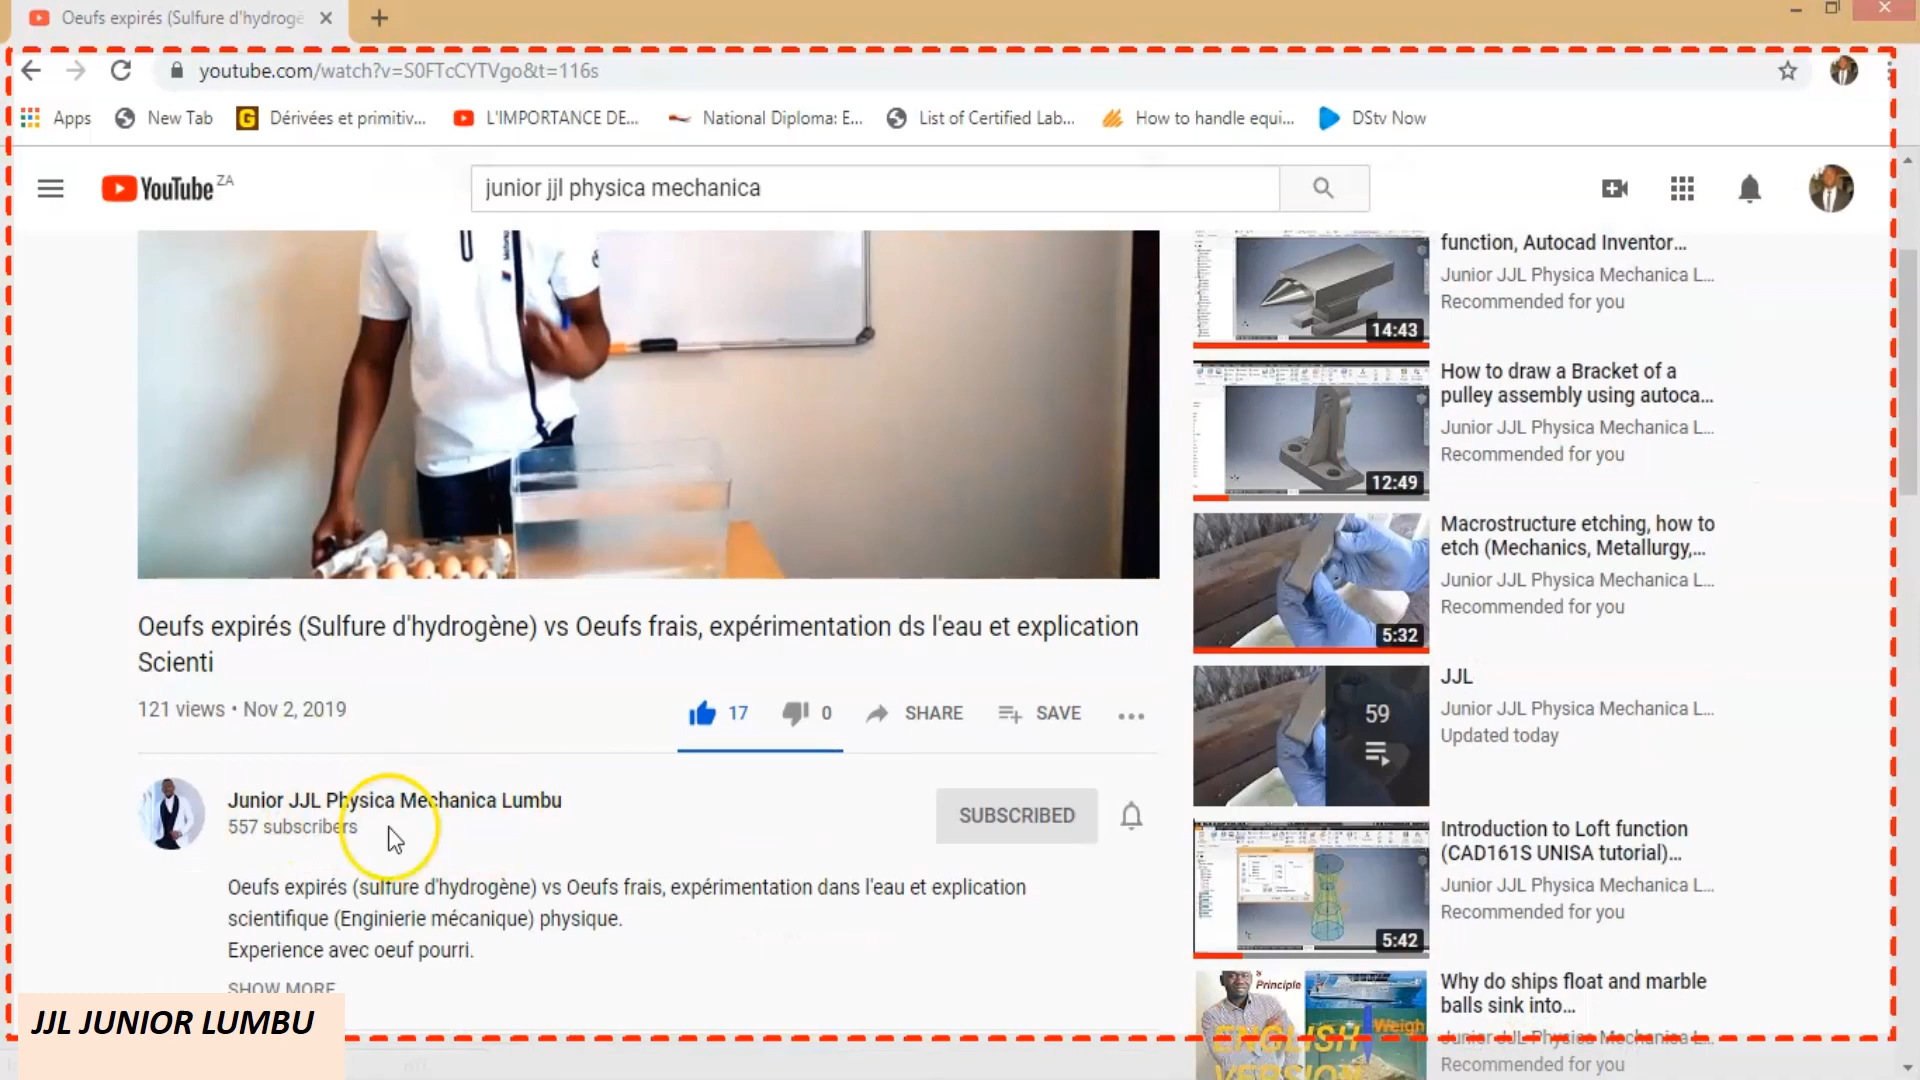 Oeufs expirés (Sulfure d'hydrogè
youtube.com/watch?v=S0FTcCYTVgo&t=116s
Apps
New Tab
Dérivées et primitiv...
L'IMPORTANCE DE...
National Diploma: E...
List of Certified Lab...
How to handle equi...
DStv Now
YouTube ZA
junior jjl physica mechanica
function, Autocad Inventor...
Junior JJL Physica Mechanica L...
Recommended for you
14:43
How to draw a Bracket of a
pulley assembly using autoca...
Junior JJL Physica Mechanica L...
Recommended for you
12:49
Macrostructure etching, how to
etch (Mechanics, Metallurgy,...
Junior JJL Physica Mechanica L...
Recommended for you
5:32
Oeufs expirés (Sulfure d'hydrogène) vs Oeufs frais, expérimentation ds l'eau et explication
Scienti
121 views • Nov 2, 2019
17
0
SHARE
SAVE
JJL
Junior JJL Physica Mechanica L...
Updated today
59
Junior JJL Physica Mechanica Lumbu
557 subscribers
SUBSCRIBED
Oeufs expirés (sulfure d'hydrogène) vs Oeufs frais, expérimentation dans l'eau et explication
scientifique (Enginierie mécanique) physique.
Experience avec oeuf pourri.
SHOW MORE
Introduction to Loft function
(CAD161S UNISA tutorial)...
Junior JJL Physica Mechanica L...
Recommended for you
5:42
Why do ships float and marble
balls sink into...
Junior JJL Physica Mechanica L...
Recommended for you
Principle
Weigh
ENGLISH
VERSION
JJL JUNIOR LUMBU